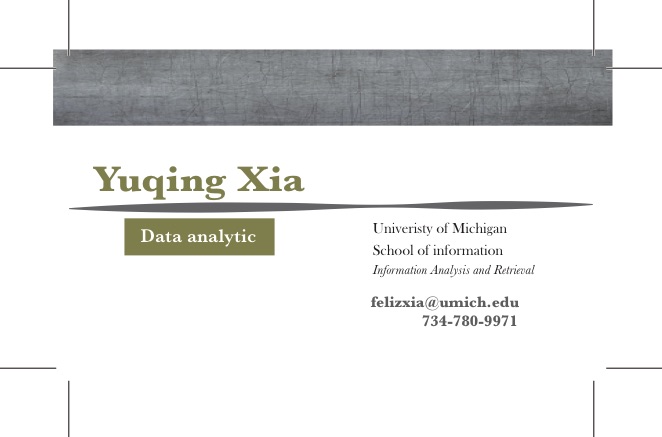 Yuqing Xia
Data analytic
Univeristy of Michigan
School of information
Information Analysis and Retrieval
felizxia@umich.edu
734-780-9971